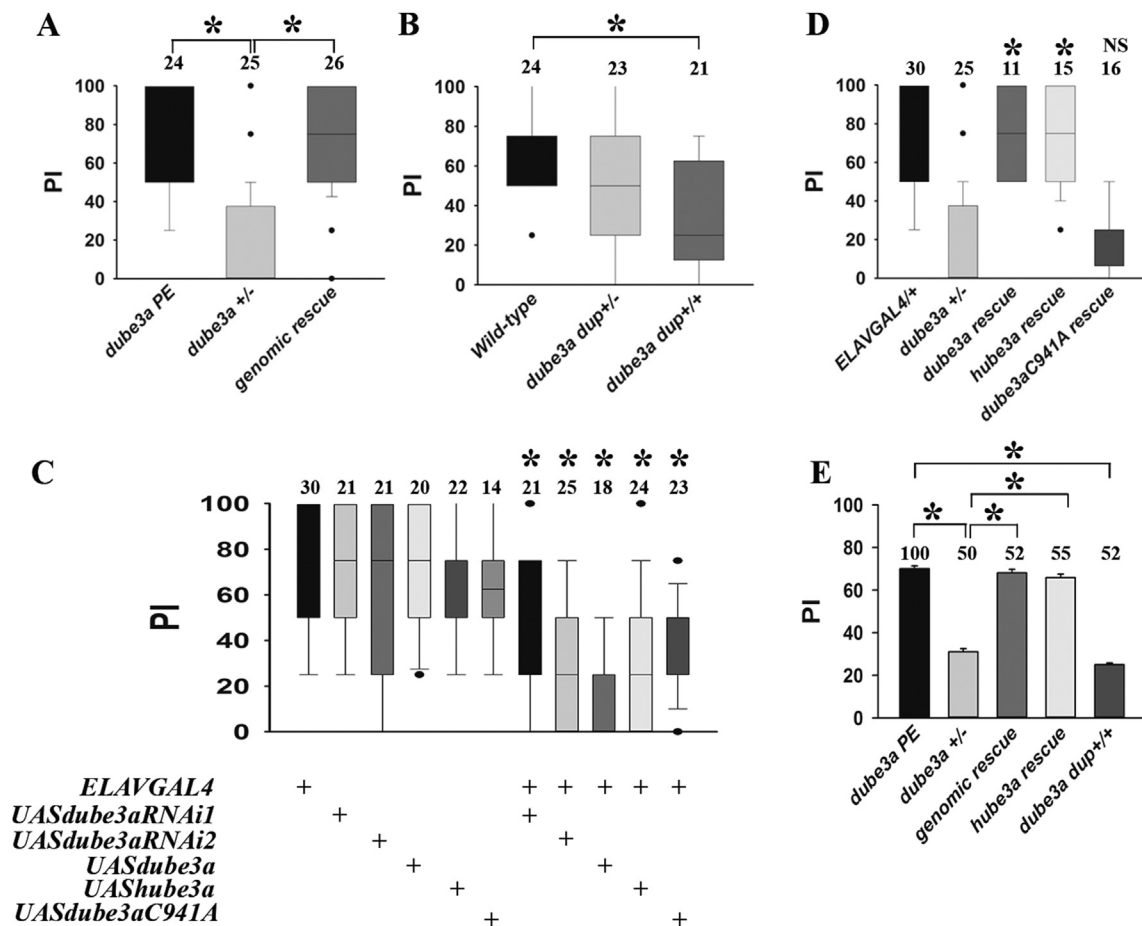 A
* *
24 25 26
100
80
60
40
20
0
PI
dube3a PE
dube3a +/-
genomic rescue
B
*
24 23 21
100
80
60
40
20
0
PI
Wild-type
dube3a dup+/-
dube3a dup+/+
D
* * NS
30 25 11 15 16
100
80
60
40
20
0
PI
ELAVGAL4/+
dube3a +/-
dube3a rescue
hube3a rescue
dube3aC941A rescue
C
* * * * *
30 21 21 20 22 14 21 25 18 24 23
100
80
60
40
20
0
PI
ELAVGAL4 + + + + + +
UASdube3aRNAi1 + +
UASdube3aRNAi2 + +
UASdube3a + +
UAShube3a + +
UASdube3aC941A + +
E
*
*
* *
100 50 52 55 52
100
80
60
40
20
0
PI
dube3a PE
dube3a +/-
genomic rescue
hube3a rescue
dube3a dup+/+